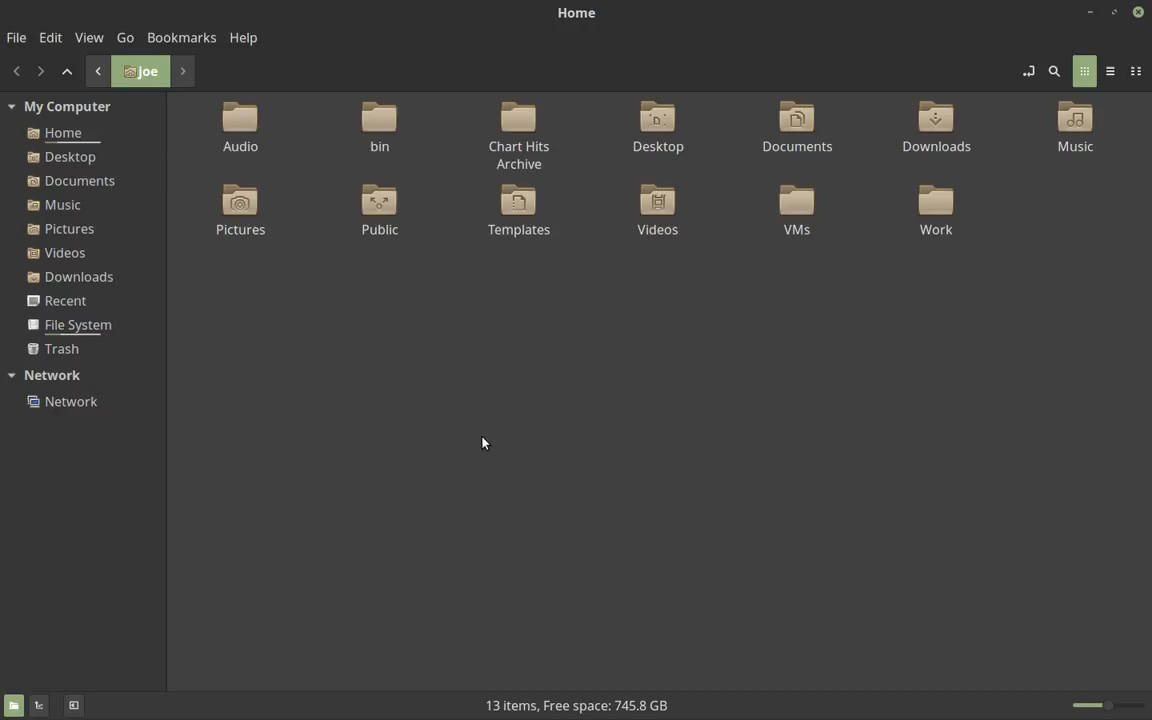 Home
File Edit View Go Bookmarks Help
joe
My Computer
Home
Desktop
Documents
Music
Pictures
Videos
Downloads
Recent
File System
Trash
Network
Network
Audio bin Chart Hits Desktop Documents Downloads Music
Archive
Pictures Public Templates Videos VMs Work
13 items, Free space: 745.8 GB